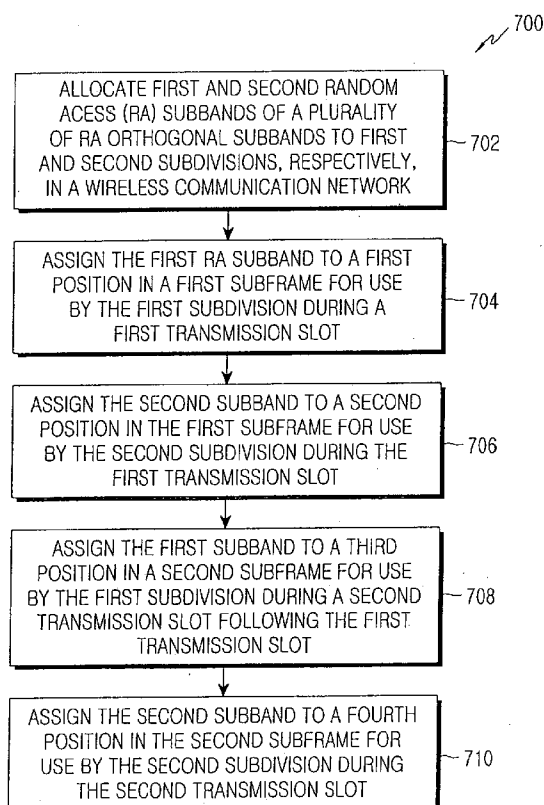 700
ALLOCATE FIRST AND SECOND RANDOM
ACESS (RA) SUBBANDS OF A PLURALITY
OF RA ORTHOGONAL SUBBANDS TO FIRST
AND SECOND SUBDIVISIONS, RESPECTIVELY,
IN A WIRELESS COMMUNICATION NETWORK
702
ASSIGN THE FIRST RA SUBBAND TO A FIRST
POSITION IN A FIRST SUBFRAME FOR USE
BY THE FIRST SUBDIVISION DURING A
FIRST TRANSMISSION SLOT
704
ASSIGN THE SECOND SUBBAND TO A SECOND
POSITION IN THE FIRST SUBFRAME FOR USE
BY THE SECOND SUBDIVISION DURING THE
FIRST TRANSMISSION SLOT
706
ASSIGN THE FIRST SUBBAND TO A THIRD
POSITION IN A SECOND SUBFRAME FOR USE
BY THE FIRST SUBDIVISION DURING A SECOND
TRANSMISSION SLOT FOLLOWING THE FIRST
TRANSMISSION SLOT
708
ASSIGN THE SECOND SUBBAND TO A FOURTH
POSITION IN THE SECOND SUBFRAME FOR
USE BY THE SECOND SUBDIVISION DURING
THE SECOND TRANSMISSION SLOT
710